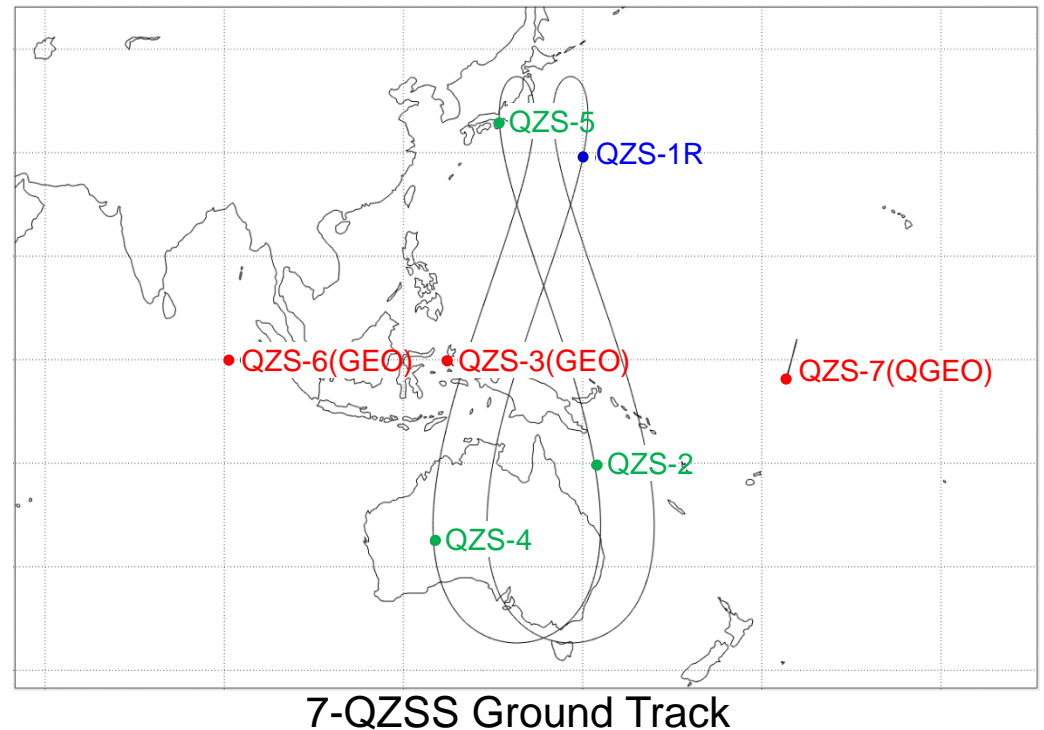 QZS-5
QZS-1R
QZS-6(GEO)
QZS-3(GEO)
QZS-7(QGEO)
QZS-2
QZS-4
7-QZSS Ground Track